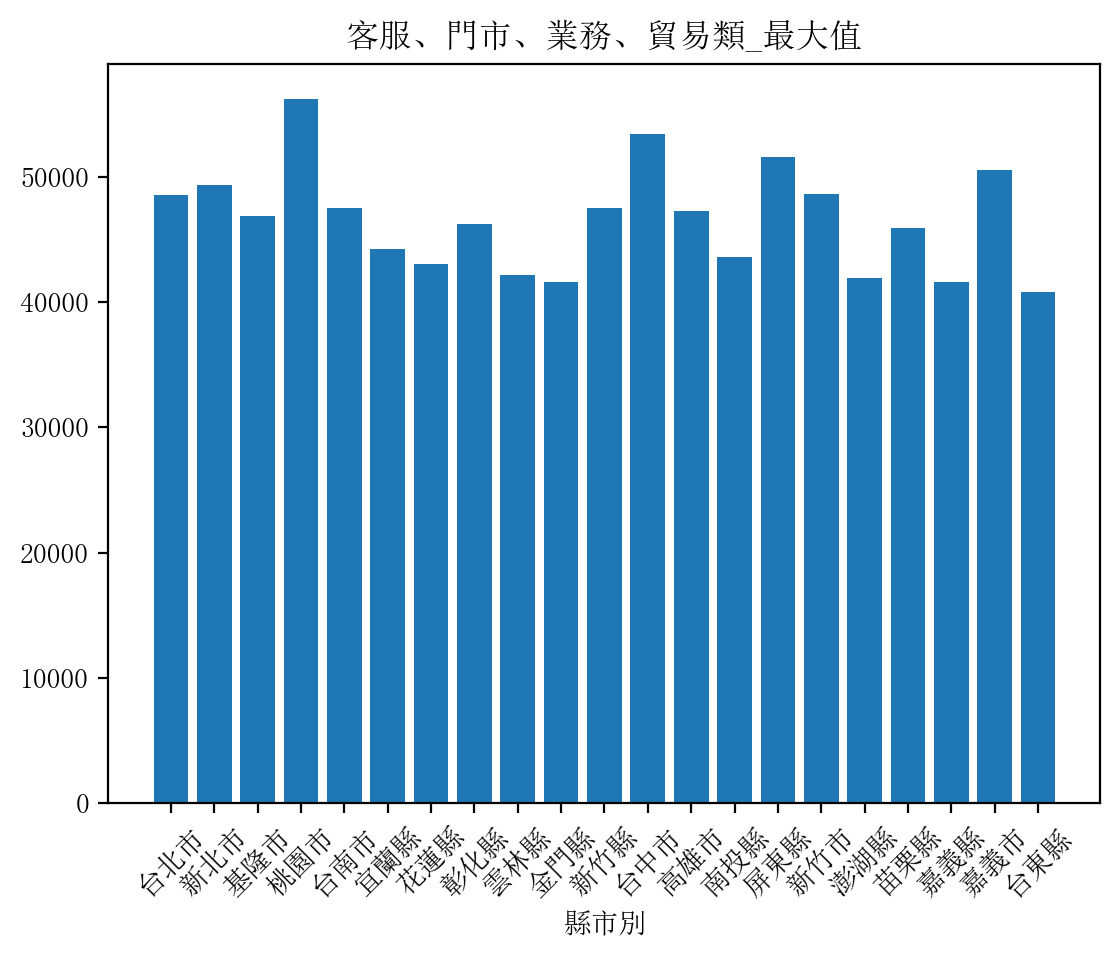 客服、門市、業務、貿易類_最大值
50000
40000
30000
20000
10000
0
台北市
新北市
基隆市
桃園市
台南市
宜蘭縣
花蓮縣
彰化縣
雲林縣
金門縣
新竹縣
台中市
高雄市
南投縣
屏東縣
新竹市
澎湖縣
苗栗縣
嘉義縣
嘉義市
台東縣
縣市別